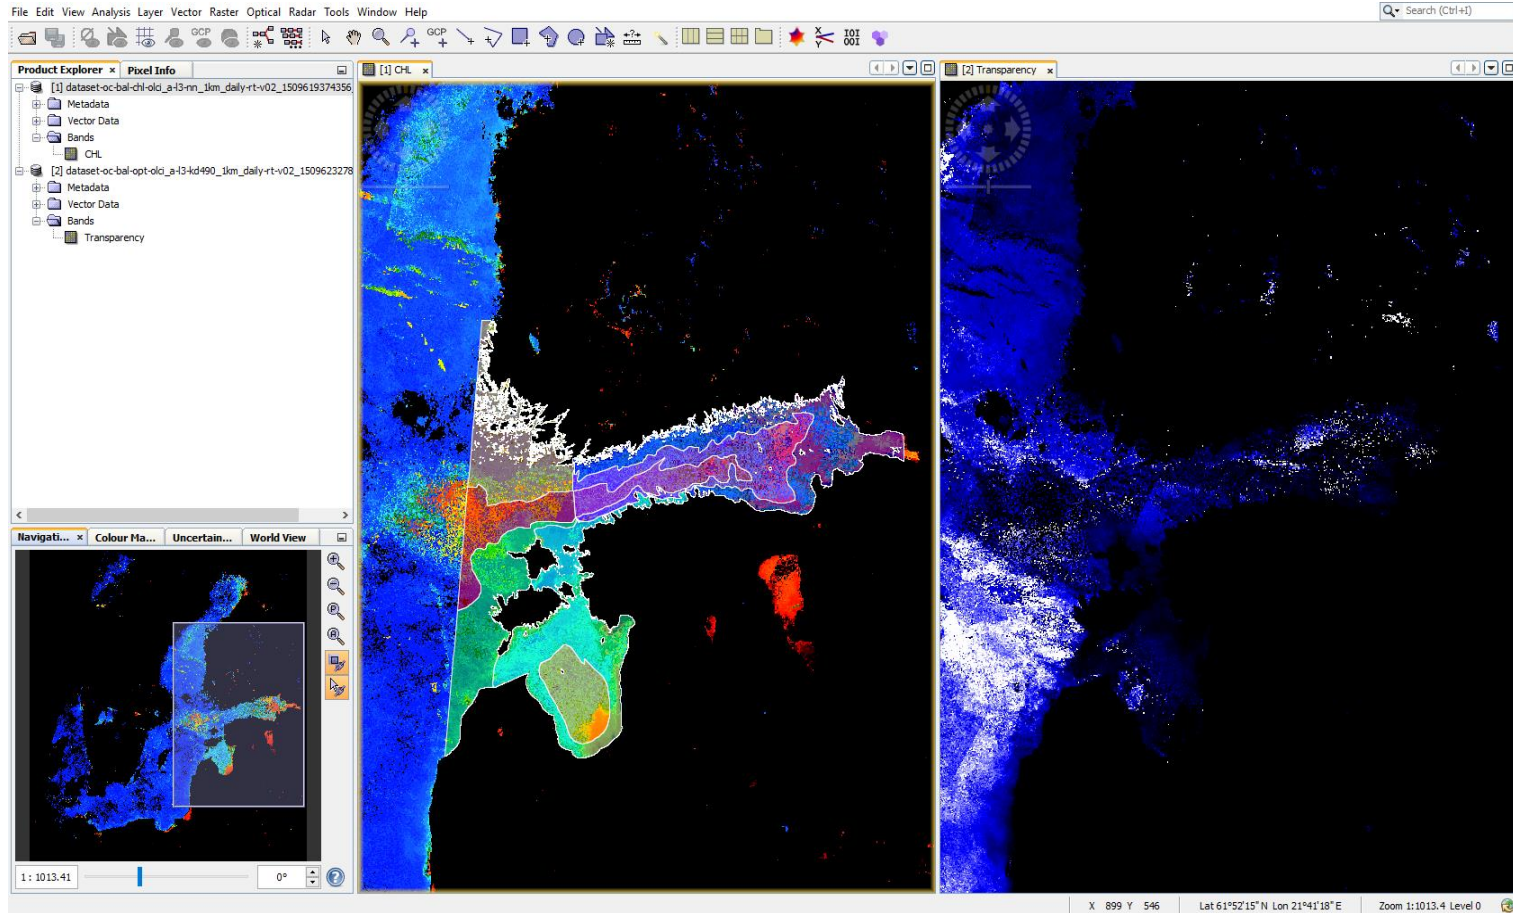 File Edit View Analysis Layer Vector Raster Optical Radar Tools Window Help
Search (Ctrl+I)
GCP GCP X Y IOI OOI
Product Explorer × Pixel Info
[1] dataset-oc-bal-chl-olci_a-l3-nn_1km_daily-rt-v02_1509619374356
Metadata
Vector Data
Bands
CHL
[2] dataset-oc-bal-opt-olci_a-l3-kd490_1km_daily-rt-v02_1509623278
Metadata
Vector Data
Bands
Transparency
[1] CHL ×
[2] Transparency ×
Navigati... × Colour Ma... Uncertain... World View
1 : 1013.41
0°
X 899 Y 546 Lat 61°52'15" N Lon 21°41'18" E Zoom 1:1013.4 Level 0